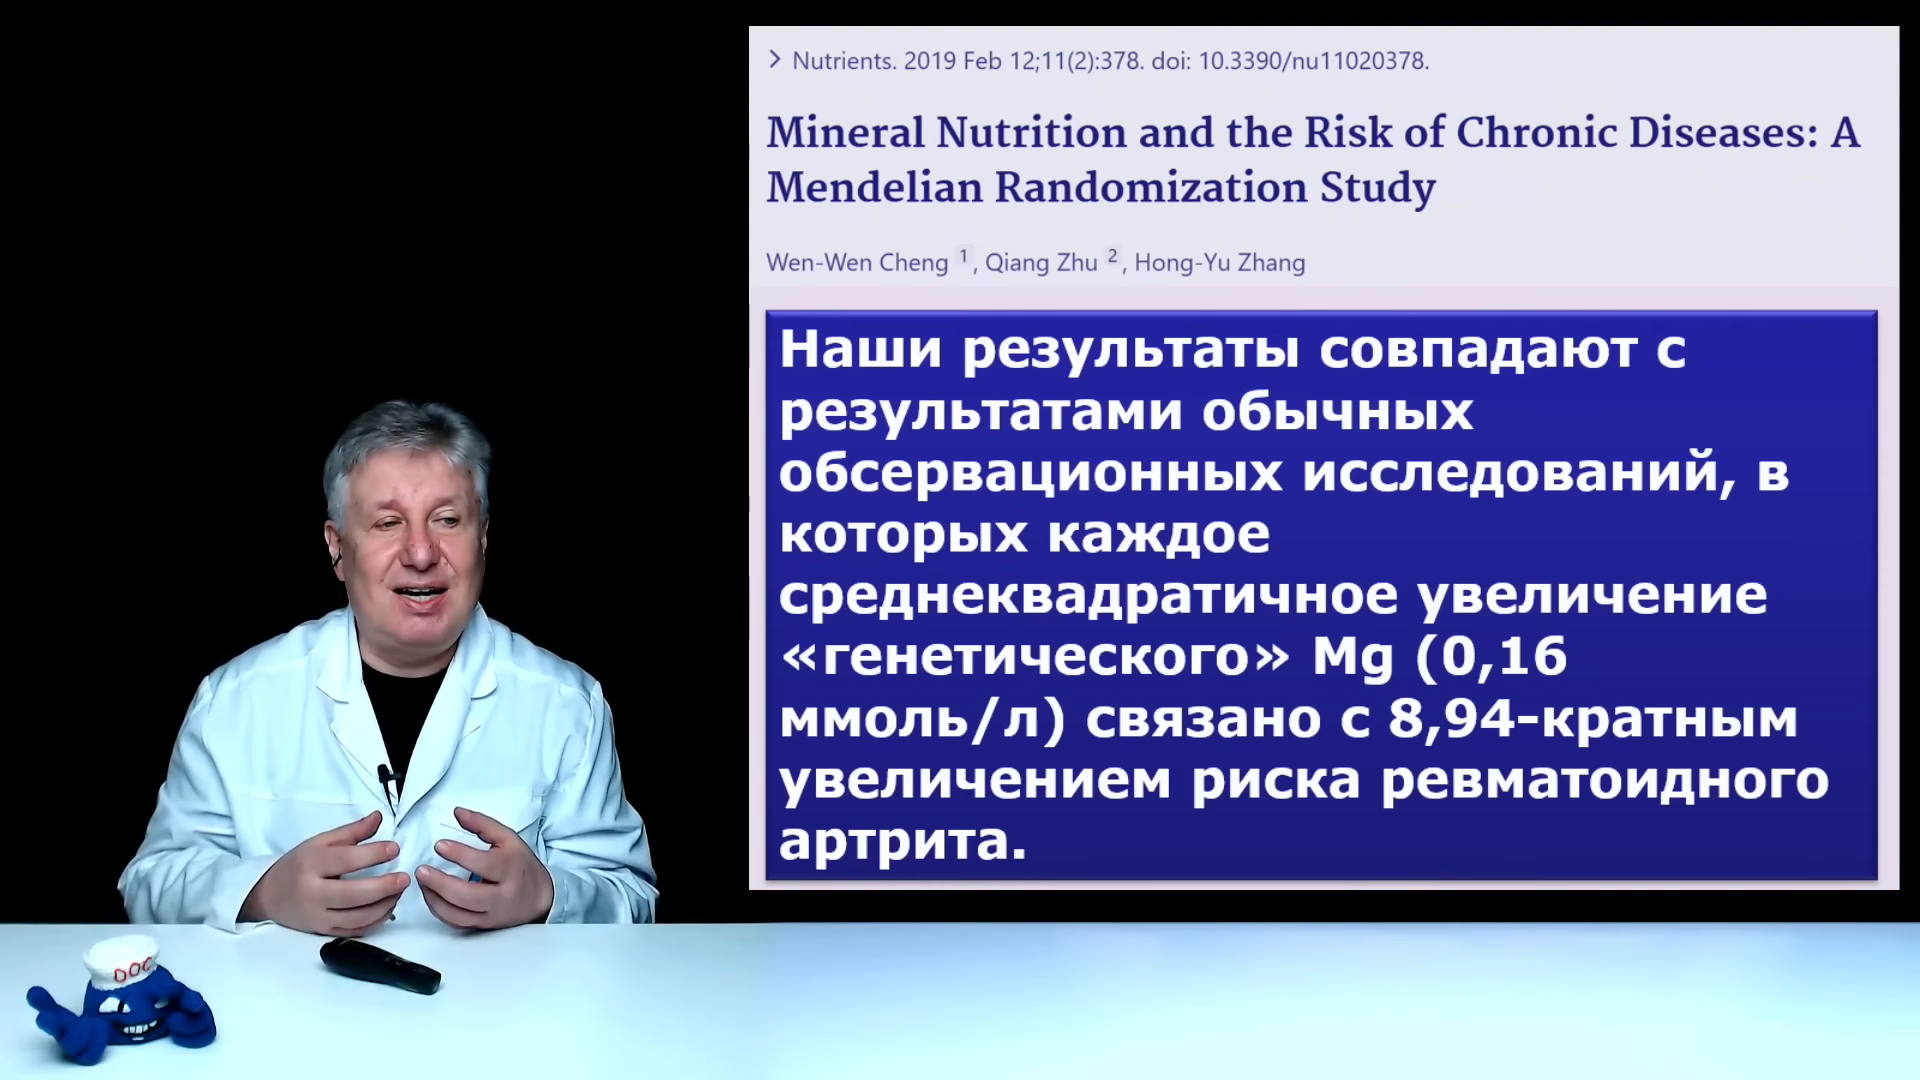 > Nutrients. 2019 Feb 12;11(2):378. doi: 10.3390/nu11020378.
Mineral Nutrition and the Risk of Chronic Diseases: A
Mendelian Randomization Study
Wen-Wen Cheng 1, Qiang Zhu 2, Hong-Yu Zhang
Наши результаты совпадают с
результатами обычных
обсервационных исследований, в
которых каждое
среднеквадратичное увеличение
«генетического» Mg (0,16
ммоль/л) связано с 8,94-кратным
увеличением риска ревматоидного
артрита.
DOC